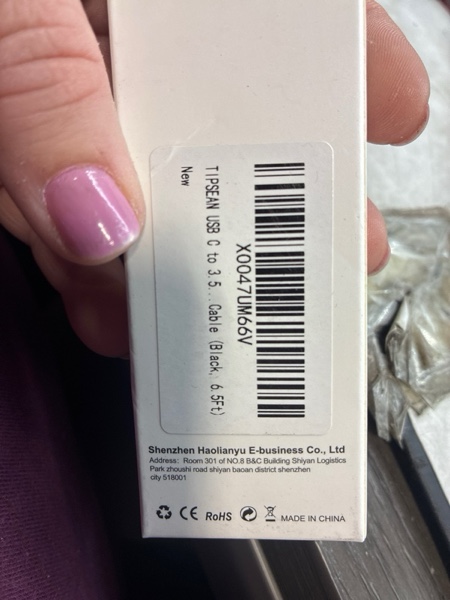 X0047UM66V
TIPSEAN USB C to 3.5...Cable (Black, 6.5Ft)
New
Shenzhen Haolianyu E-business Co., Ltd
Address: Room 301 of NO.8 B&C Building Shiyan Logistics
Park zhoushi road shiyan baoan district shenzhen
city 518001
CE RoHS MADE IN CHINA